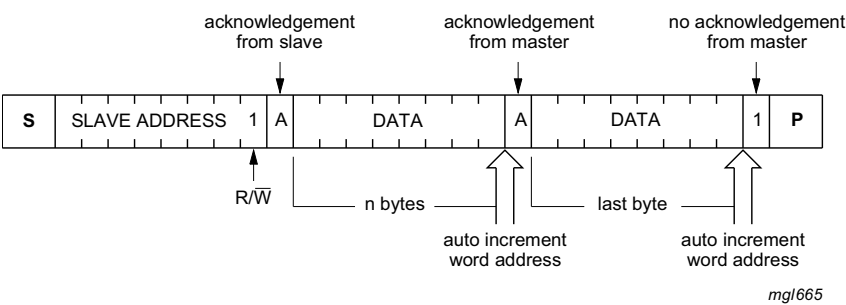 acknowledgement
from slave
acknowledgement
from master
no acknowledgement
from master
S SLAVE ADDRESS 1 A DATA A DATA 1 P
R/W̅
n bytes
last byte
auto increment
word address
auto increment
word address
mgl665